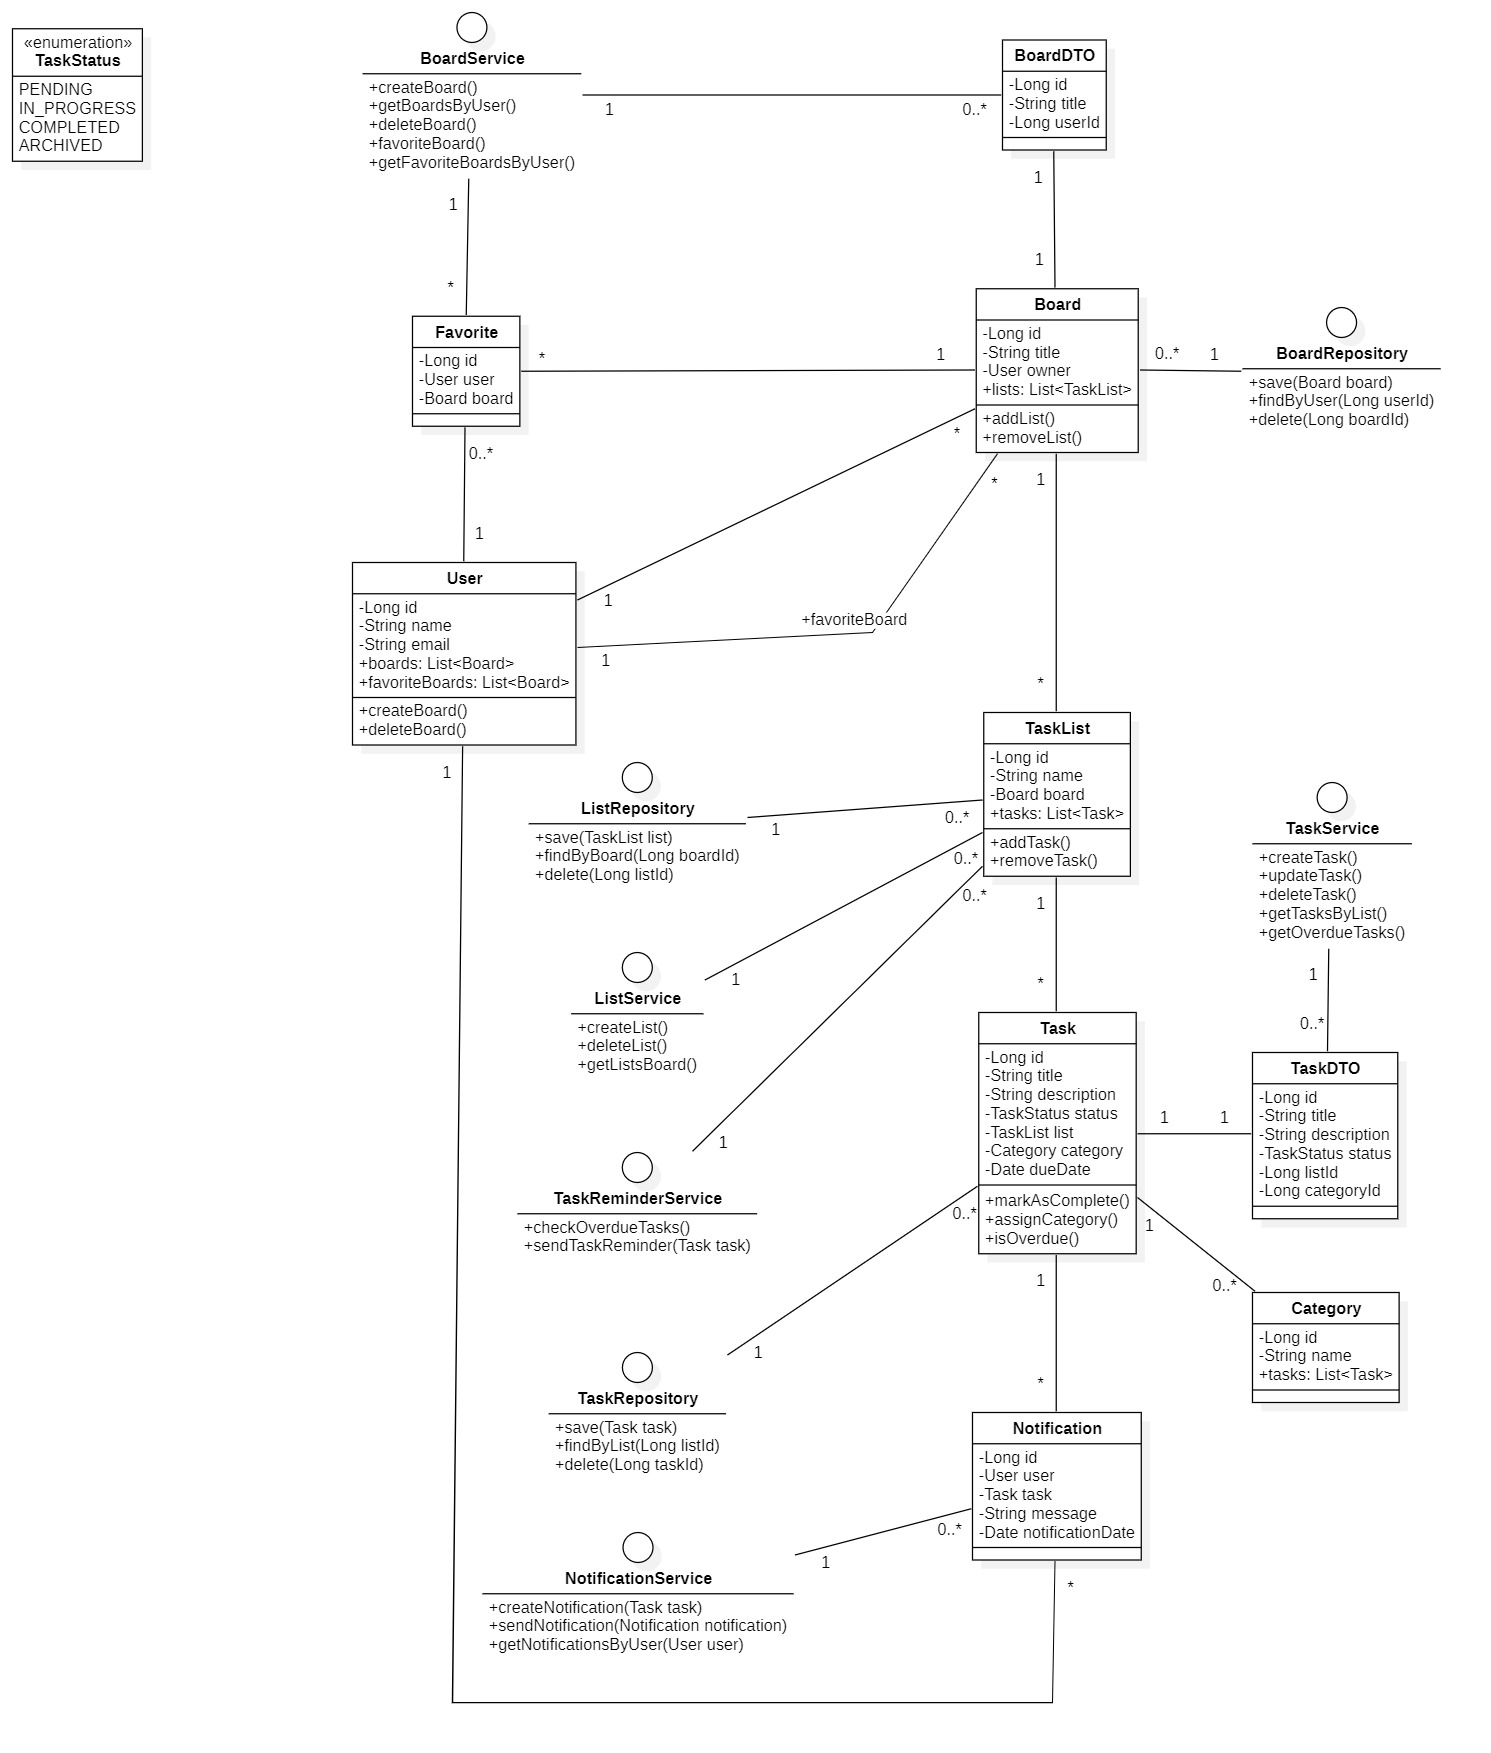 «enumeration»
TaskStatus
PENDING
IN_PROGRESS
COMPLETED
ARCHIVED
BoardService
+createBoard()
+getBoardsByUser()
+deleteBoard()
+favoriteBoard()
+getFavoriteBoardsByUser()
1
0..*
BoardDTO
-Long id
-String title
-Long userId
1
1
1
*
Favorite
-Long id
-User user
-Board board
*
1
Board
-Long id
-String title
-User owner
+lists: List<TaskList>
+addList()
+removeList()
0..*
1
BoardRepository
+save(Board board)
+findByUser(Long userId)
+delete(Long boardId)
0..*
1
*
1
*
+favoriteBoard
1
1
*
User
-Long id
-String name
-String email
+boards: List<Board>
+favoriteBoards: List<Board>
+createBoard()
+deleteBoard()
1
TaskList
-Long id
-String name
-Board board
+tasks: List<Task>
+addTask()
+removeTask()
ListRepository
+save(TaskList list)
+findByBoard(Long boardId)
+delete(Long listId)
1
0..*
0..*
0..*
1
*
TaskService
+createTask()
+updateTask()
+deleteTask()
+getTasksByList()
+getOverdueTasks()
1
0..*
ListService
+createList()
+deleteList()
+getListsBoard()
1
Task
-Long id
-String title
-String description
-TaskStatus status
-TaskList list
-Category category
-Date dueDate
+markAsComplete()
+assignCategory()
+isOverdue()
1
1
TaskDTO
-Long id
-String title
-String description
-TaskStatus status
-Long listId
-Long categoryId
1
TaskReminderService
+checkOverdueTasks()
+sendTaskReminder(Task task)
0..*
1
0..*
1
*
Category
-Long id
-String name
+tasks: List<Task>
1
TaskRepository
+save(Task task)
+findByList(Long listId)
+delete(Long taskId)
Notification
-Long id
-User user
-Task task
-String message
-Date notificationDate
0..*
1
*
NotificationService
+createNotification(Task task)
+sendNotification(Notification notification)
+getNotificationsByUser(User user)